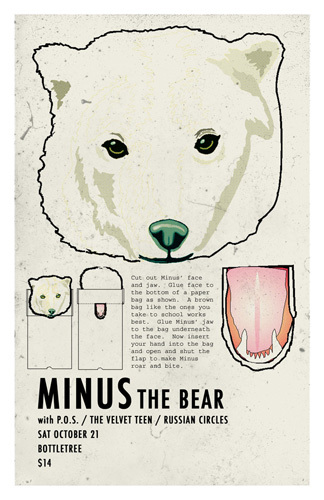 Cut out Minus' face
and jaw. Glue face to
the bottom of a paper
bag as shown. A brown
bag like the ones you
take to school works
best. Glue Minus' jaw
to the bag underneath
the face. Now insert
your hand into the bag
and open and shut the
flap to make Minus
roar and bite.
MINUS THE BEAR
with P.O.S. / THE VELVET TEEN / RUSSIAN CIRCLES
SAT OCTOBER 21
BOTTLETREE
$14